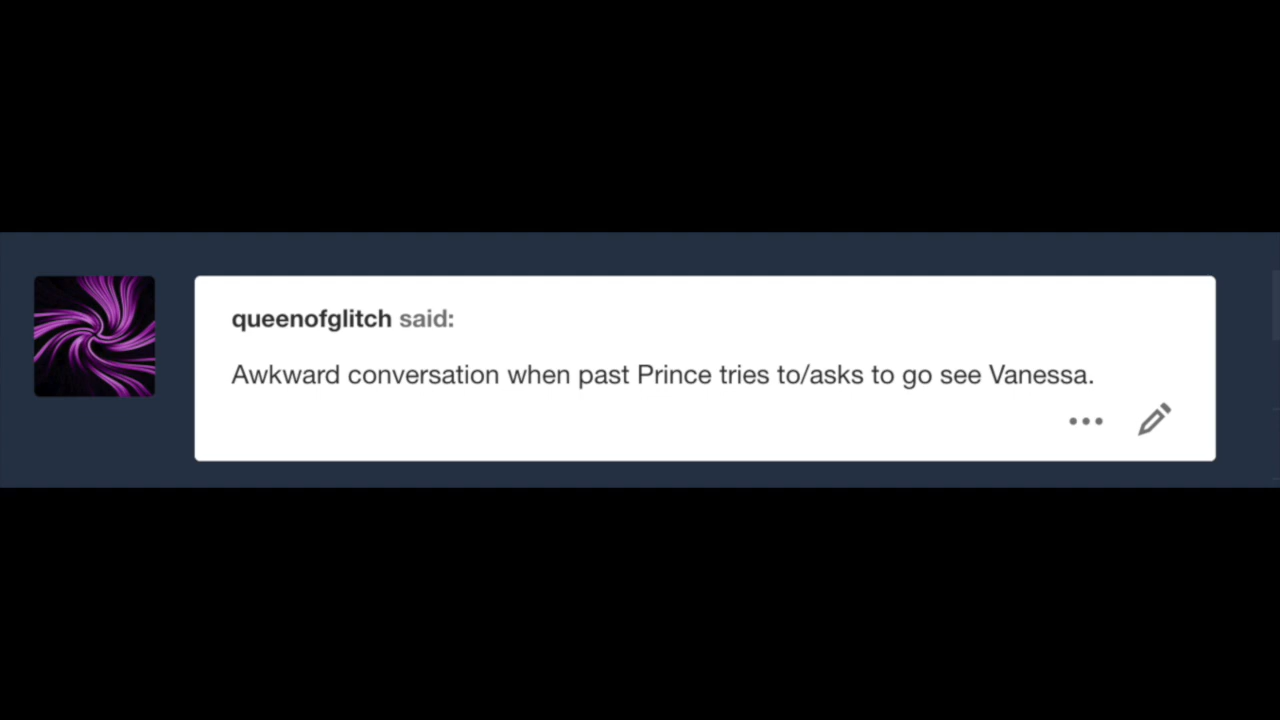 queenofglitch said:
Awkward conversation when past Prince tries to/asks to go see Vanessa.